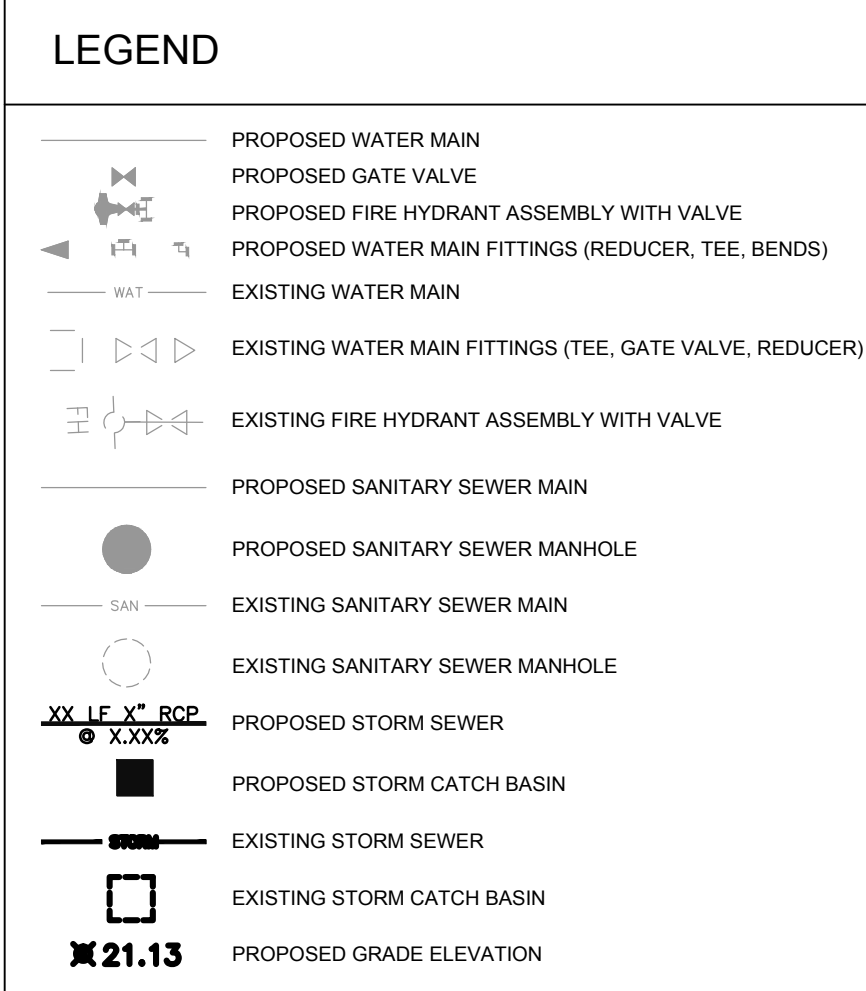 LEGEND
PROPOSED WATER MAIN
PROPOSED GATE VALVE
PROPOSED FIRE HYDRANT ASSEMBLY WITH VALVE
PROPOSED WATER MAIN FITTINGS (REDUCER, TEE, BENDS)
WAT EXISTING WATER MAIN
EXISTING WATER MAIN FITTINGS (TEE, GATE VALVE, REDUCER)
FH EXISTING FIRE HYDRANT ASSEMBLY WITH VALVE
PROPOSED SANITARY SEWER MAIN
PROPOSED SANITARY SEWER MANHOLE
SAN EXISTING SANITARY SEWER MAIN
EXISTING SANITARY SEWER MANHOLE
XX LF X" RCP
@ X.XX%
PROPOSED STORM SEWER
PROPOSED STORM CATCH BASIN
STORM EXISTING STORM SEWER
EXISTING STORM CATCH BASIN
21.13 PROPOSED GRADE ELEVATION